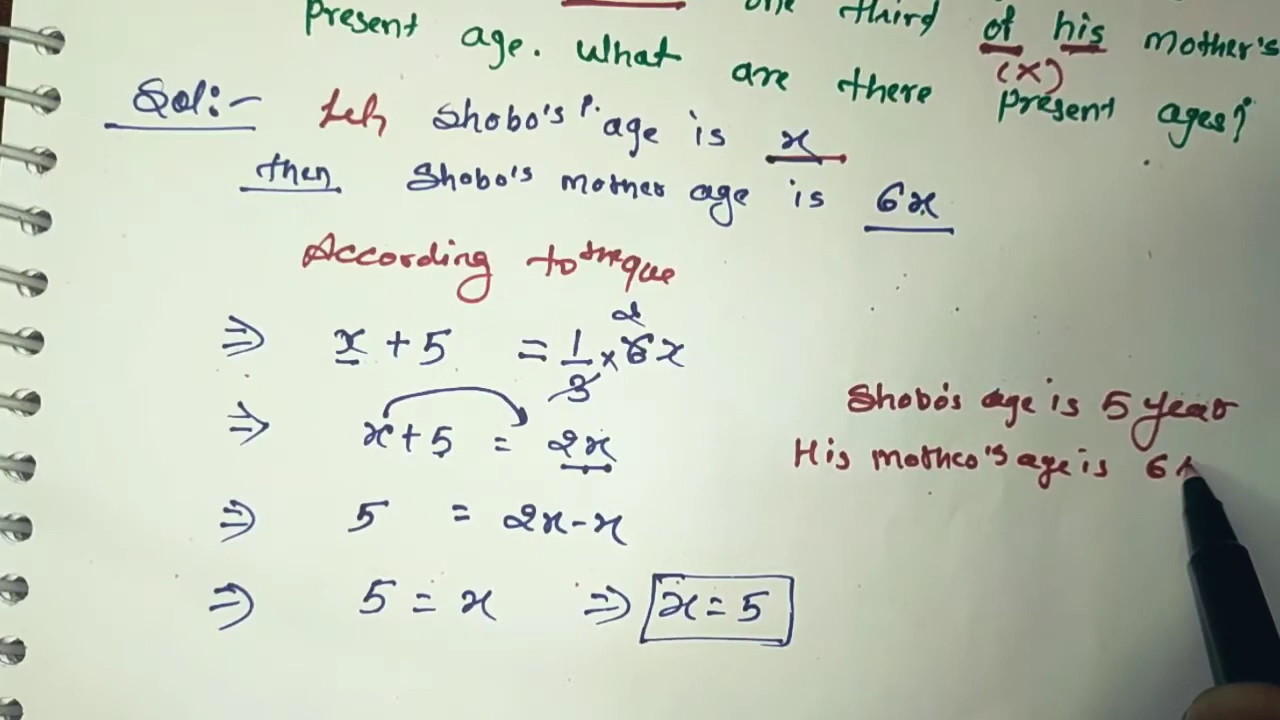 one third of his mother's
present age. What are there present ages?
(x)
Sol:- Let Shobo's P. age is x
then Shobo's mother age is 6x
According to the que
⇒ x + 5 = 1/3 × 6x
2
⇒ x + 5 = 2x
⇒ 5 = 2x - x
⇒ 5 = x ⇒ x = 5
Shobo's age is 5 year
His mother's age is 6